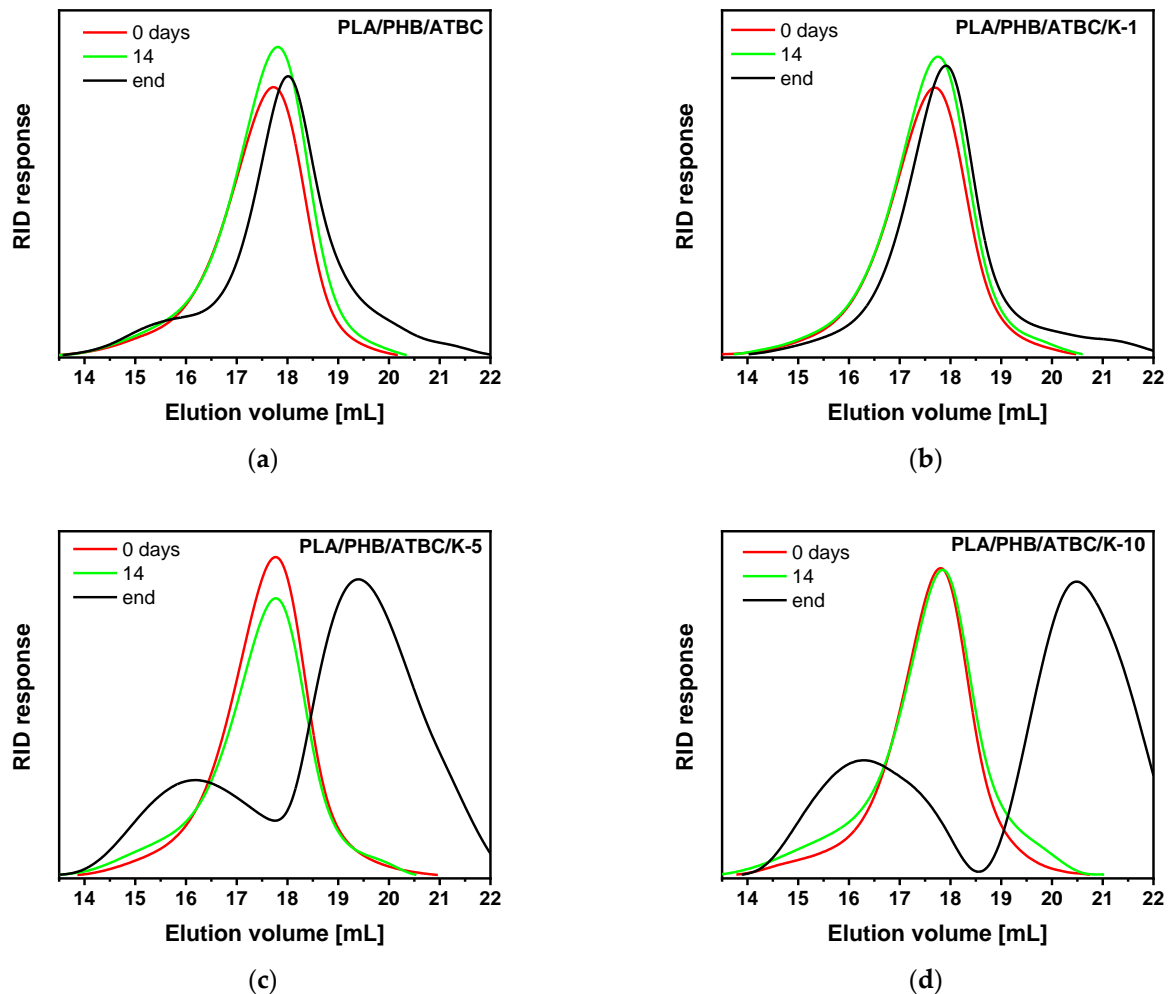 PLA/PHB/ATBC
0 days
14
end
RID response
14 15 16 17 18 19 20 21 22
Elution volume [mL]
(a)
PLA/PHB/ATBC/K-1
0 days
14
end
RID response
14 15 16 17 18 19 20 21 22
Elution volume [mL]
(b)
PLA/PHB/ATBC/K-5
0 days
14
end
RID response
14 15 16 17 18 19 20 21 22
Elution volume [mL]
(c)
PLA/PHB/ATBC/K-10
0 days
14
end
RID response
14 15 16 17 18 19 20 21 22
Elution volume [mL]
(d)